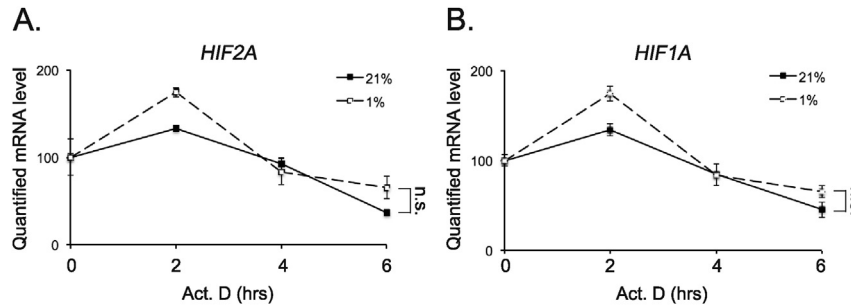 A.
HIF2A
Quantified mRNA level
200
100
0
21%
1%
n.s.
0 2 4 6
Act. D (hrs)
B.
HIF1A
Quantified mRNA level
200
100
0
21%
1%
0 2 4 6
Act. D (hrs)